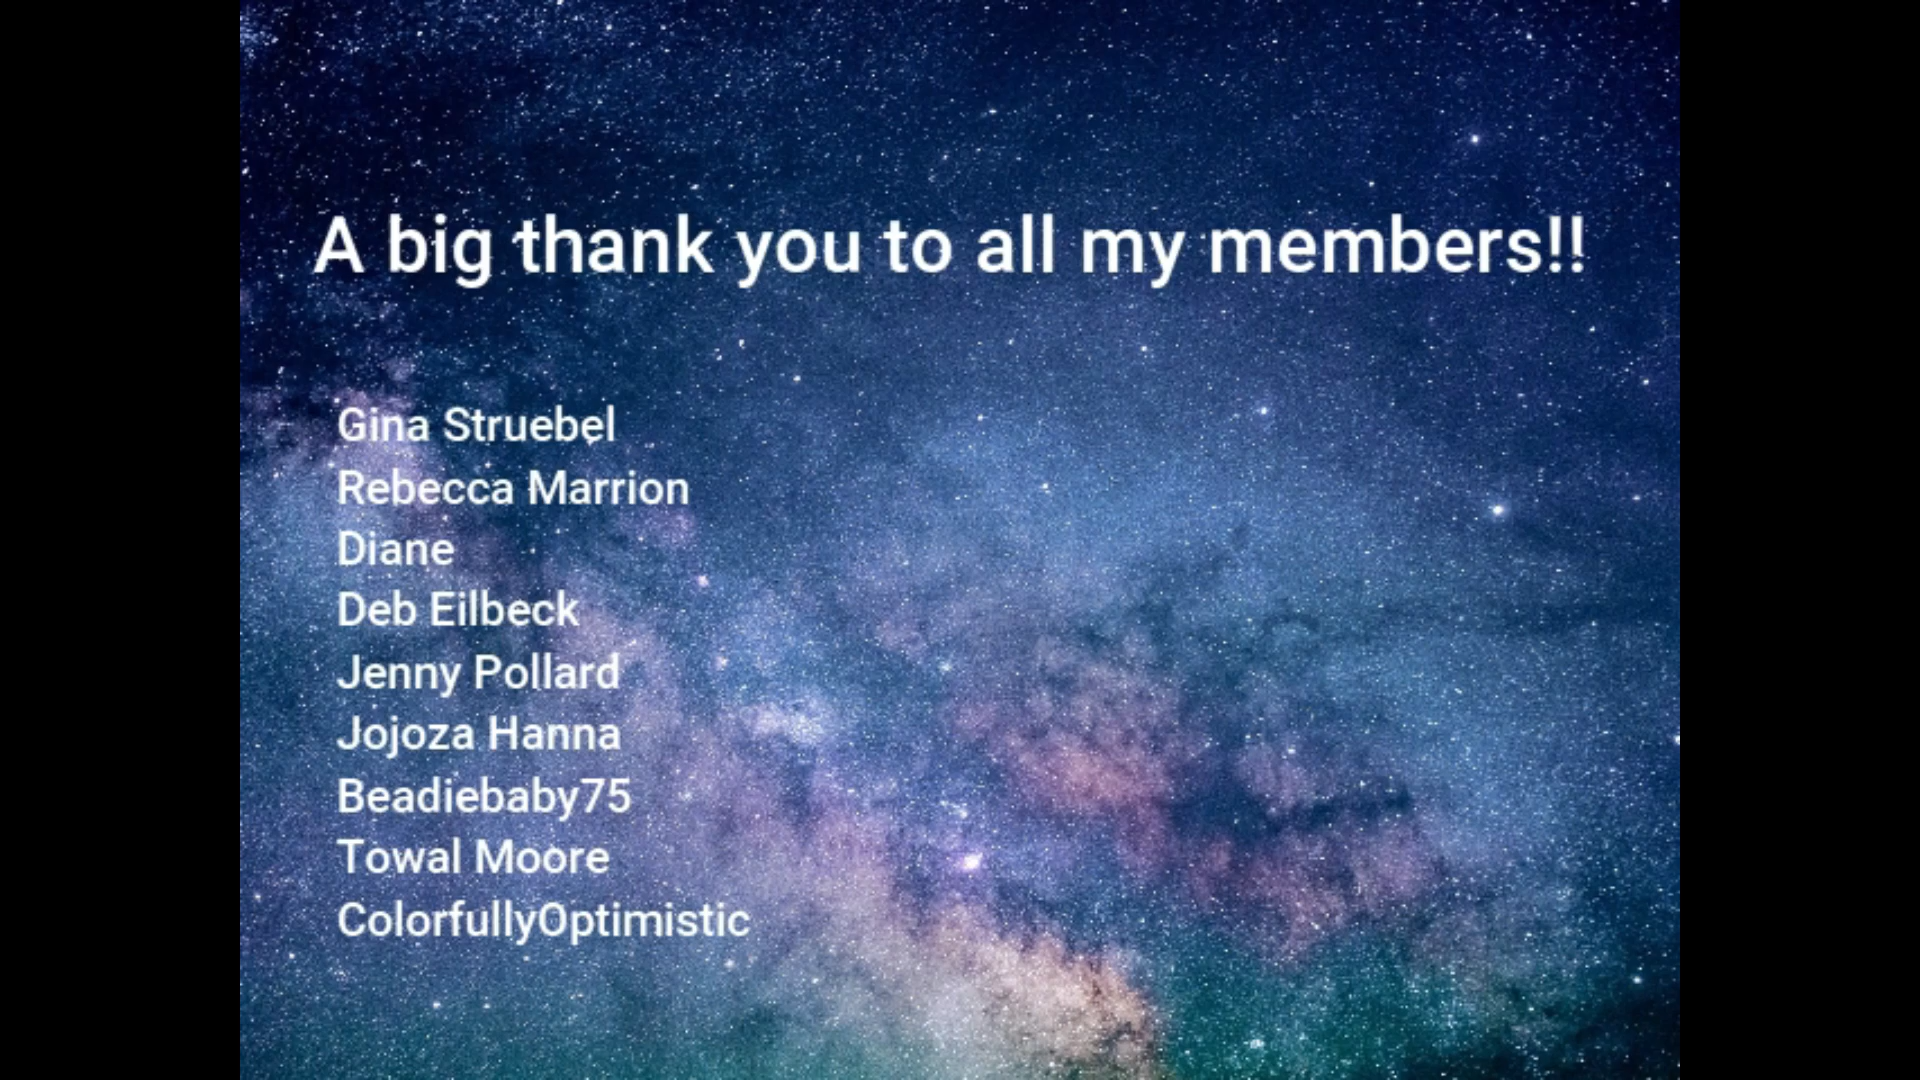 A big thank you to all my members!!
Gina Struebel
Rebecca Marrion
Diane
Deb Eilbeck
Jenny Pollard
Jojoza Hanna
Beadiebaby75
Towal Moore
ColorfullyOptimistic